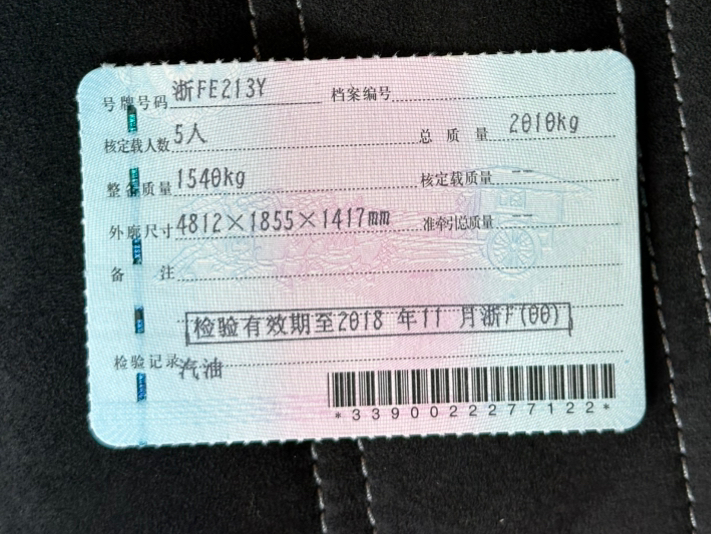 号牌号码 浙FE213Y 档案编号
核定载人数 5人 总质量 2010kg
整备质量 1540kg 核定载质量 --
外廓尺寸 4812×1855×1417mm 准牵引总质量 --
备注
检验有效期至2018 年11 月浙F(00)
检验记录 汽油
*3390022277122*